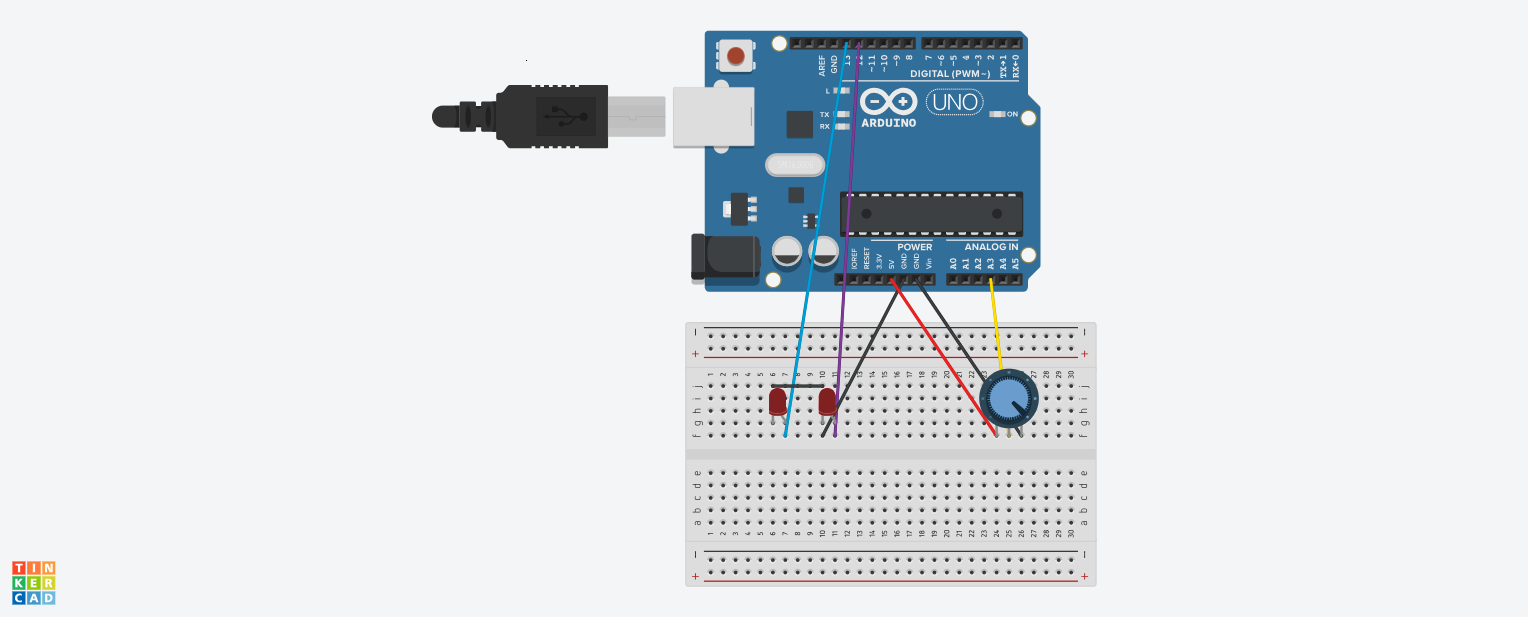 AREF
GND
13
12
~11
~10
~9
8
7
~6
~5
4
~3
2
TX→1
RX←0
DIGITAL (PWM~)
L
TX
RX
UNO
ON
ARDUINO
POWER
ANALOG IN
IOREF
RESET
3.3V
5V
GND
GND
Vin
A0
A1
A2
A3
A4
A5
− −
+ +
1 2 3 4 5 6 7 8 9 10 11 12 13 14 15 16 17 18 19 20 21 22 23 27 28 29 30
j j
i i
h h
g g
f f
e e
d d
c c
b b
a a
1 2 3 4 5 6 7 8 9 10 11 12 13 14 15 16 17 18 19 20 21 22 23 24 25 26 27 28 29 30
− −
+ +
TIN
KER
CAD